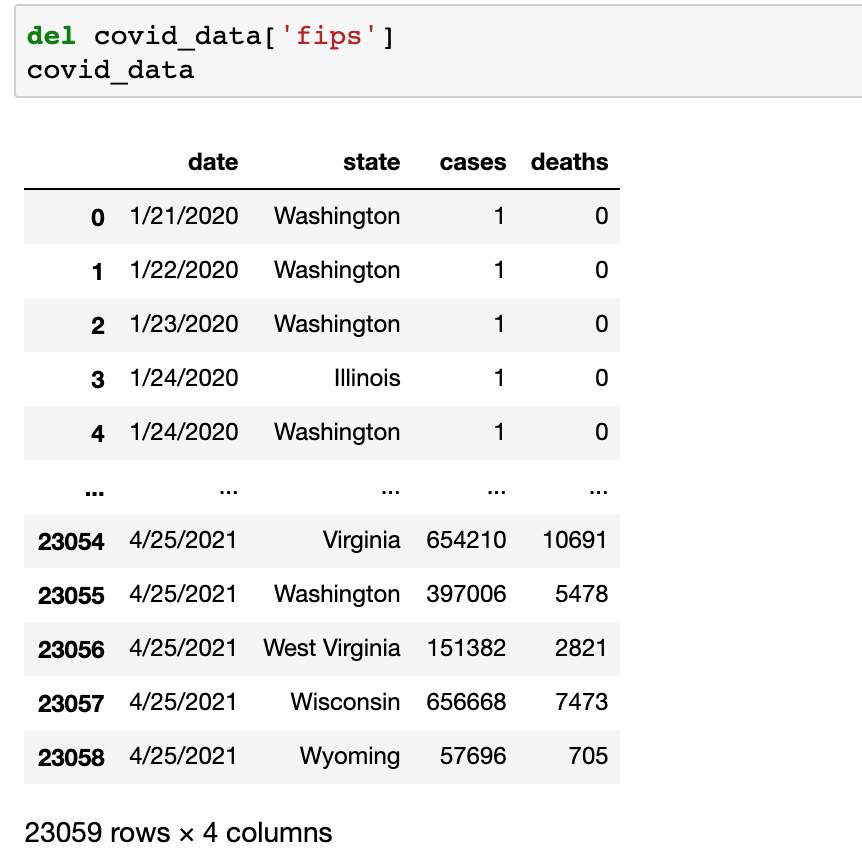 del covid_data['fips']
covid_data
date state cases deaths
0 1/21/2020 Washington 1 0
1 1/22/2020 Washington 1 0
2 1/23/2020 Washington 1 0
3 1/24/2020 Illinois 1 0
4 1/24/2020 Washington 1 0
... ... ... ... ...
23054 4/25/2021 Virginia 654210 10691
23055 4/25/2021 Washington 397006 5478
23056 4/25/2021 West Virginia 151382 2821
23057 4/25/2021 Wisconsin 656668 7473
23058 4/25/2021 Wyoming 57696 705
23059 rows × 4 columns